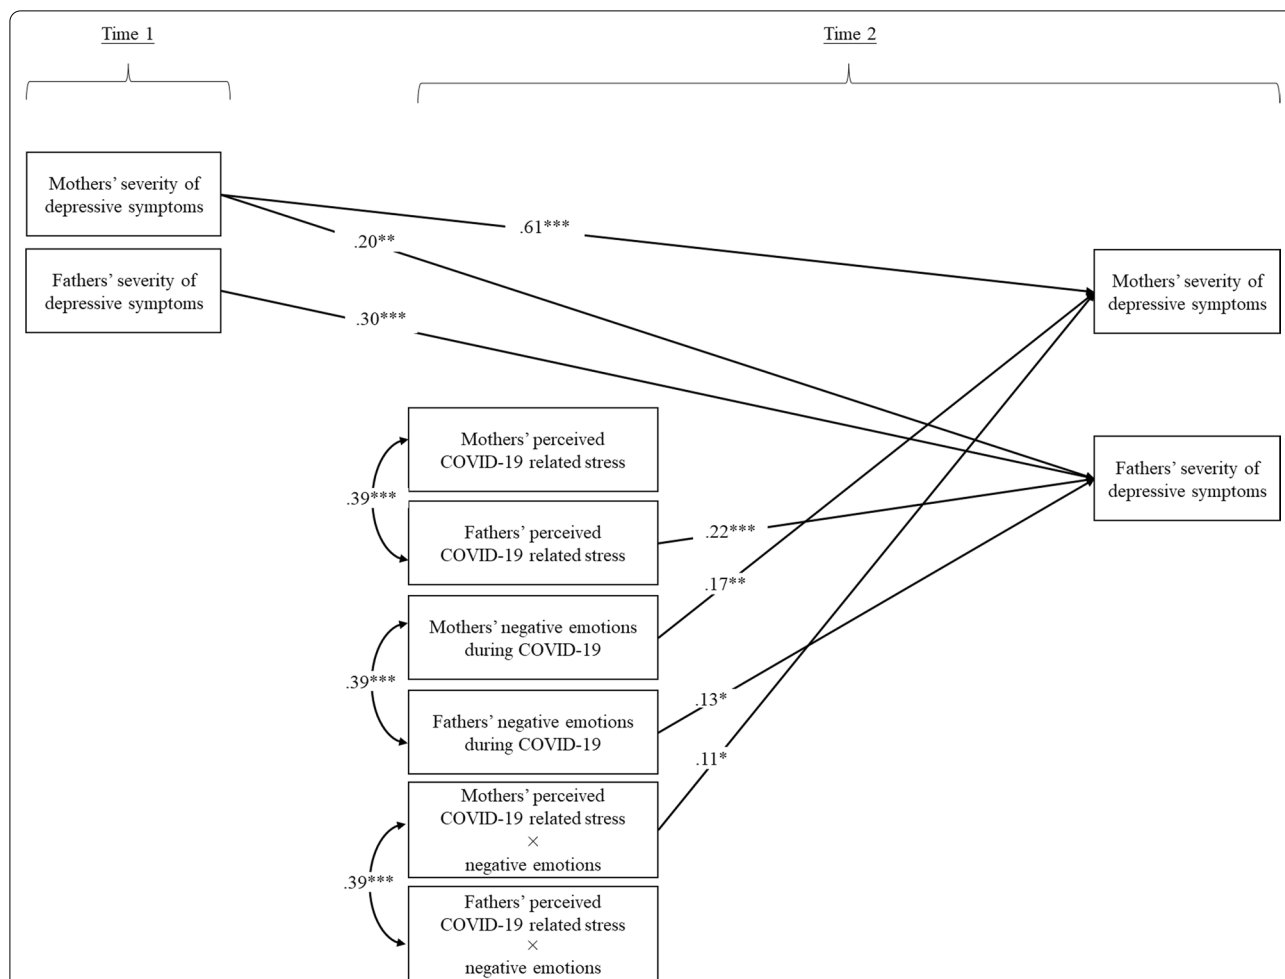 Time 1
Time 2
Mothers’ severity of
depressive symptoms
.61***
.20**
Fathers’ severity of
depressive symptoms
Mothers’ severity of
depressive symptoms
.30***
Mothers’ perceived
COVID-19 related stress
Fathers’ severity of
depressive symptoms
.39***
Fathers’ perceived
COVID-19 related stress
.22***
.17**
Mothers’ negative emotions
during COVID-19
.39***
.13*
Fathers’ negative emotions
during COVID-19
.11*
Mothers’ perceived
COVID-19 related stress
×
negative emotions
.39***
Fathers’ perceived
COVID-19 related stress
×
negative emotions